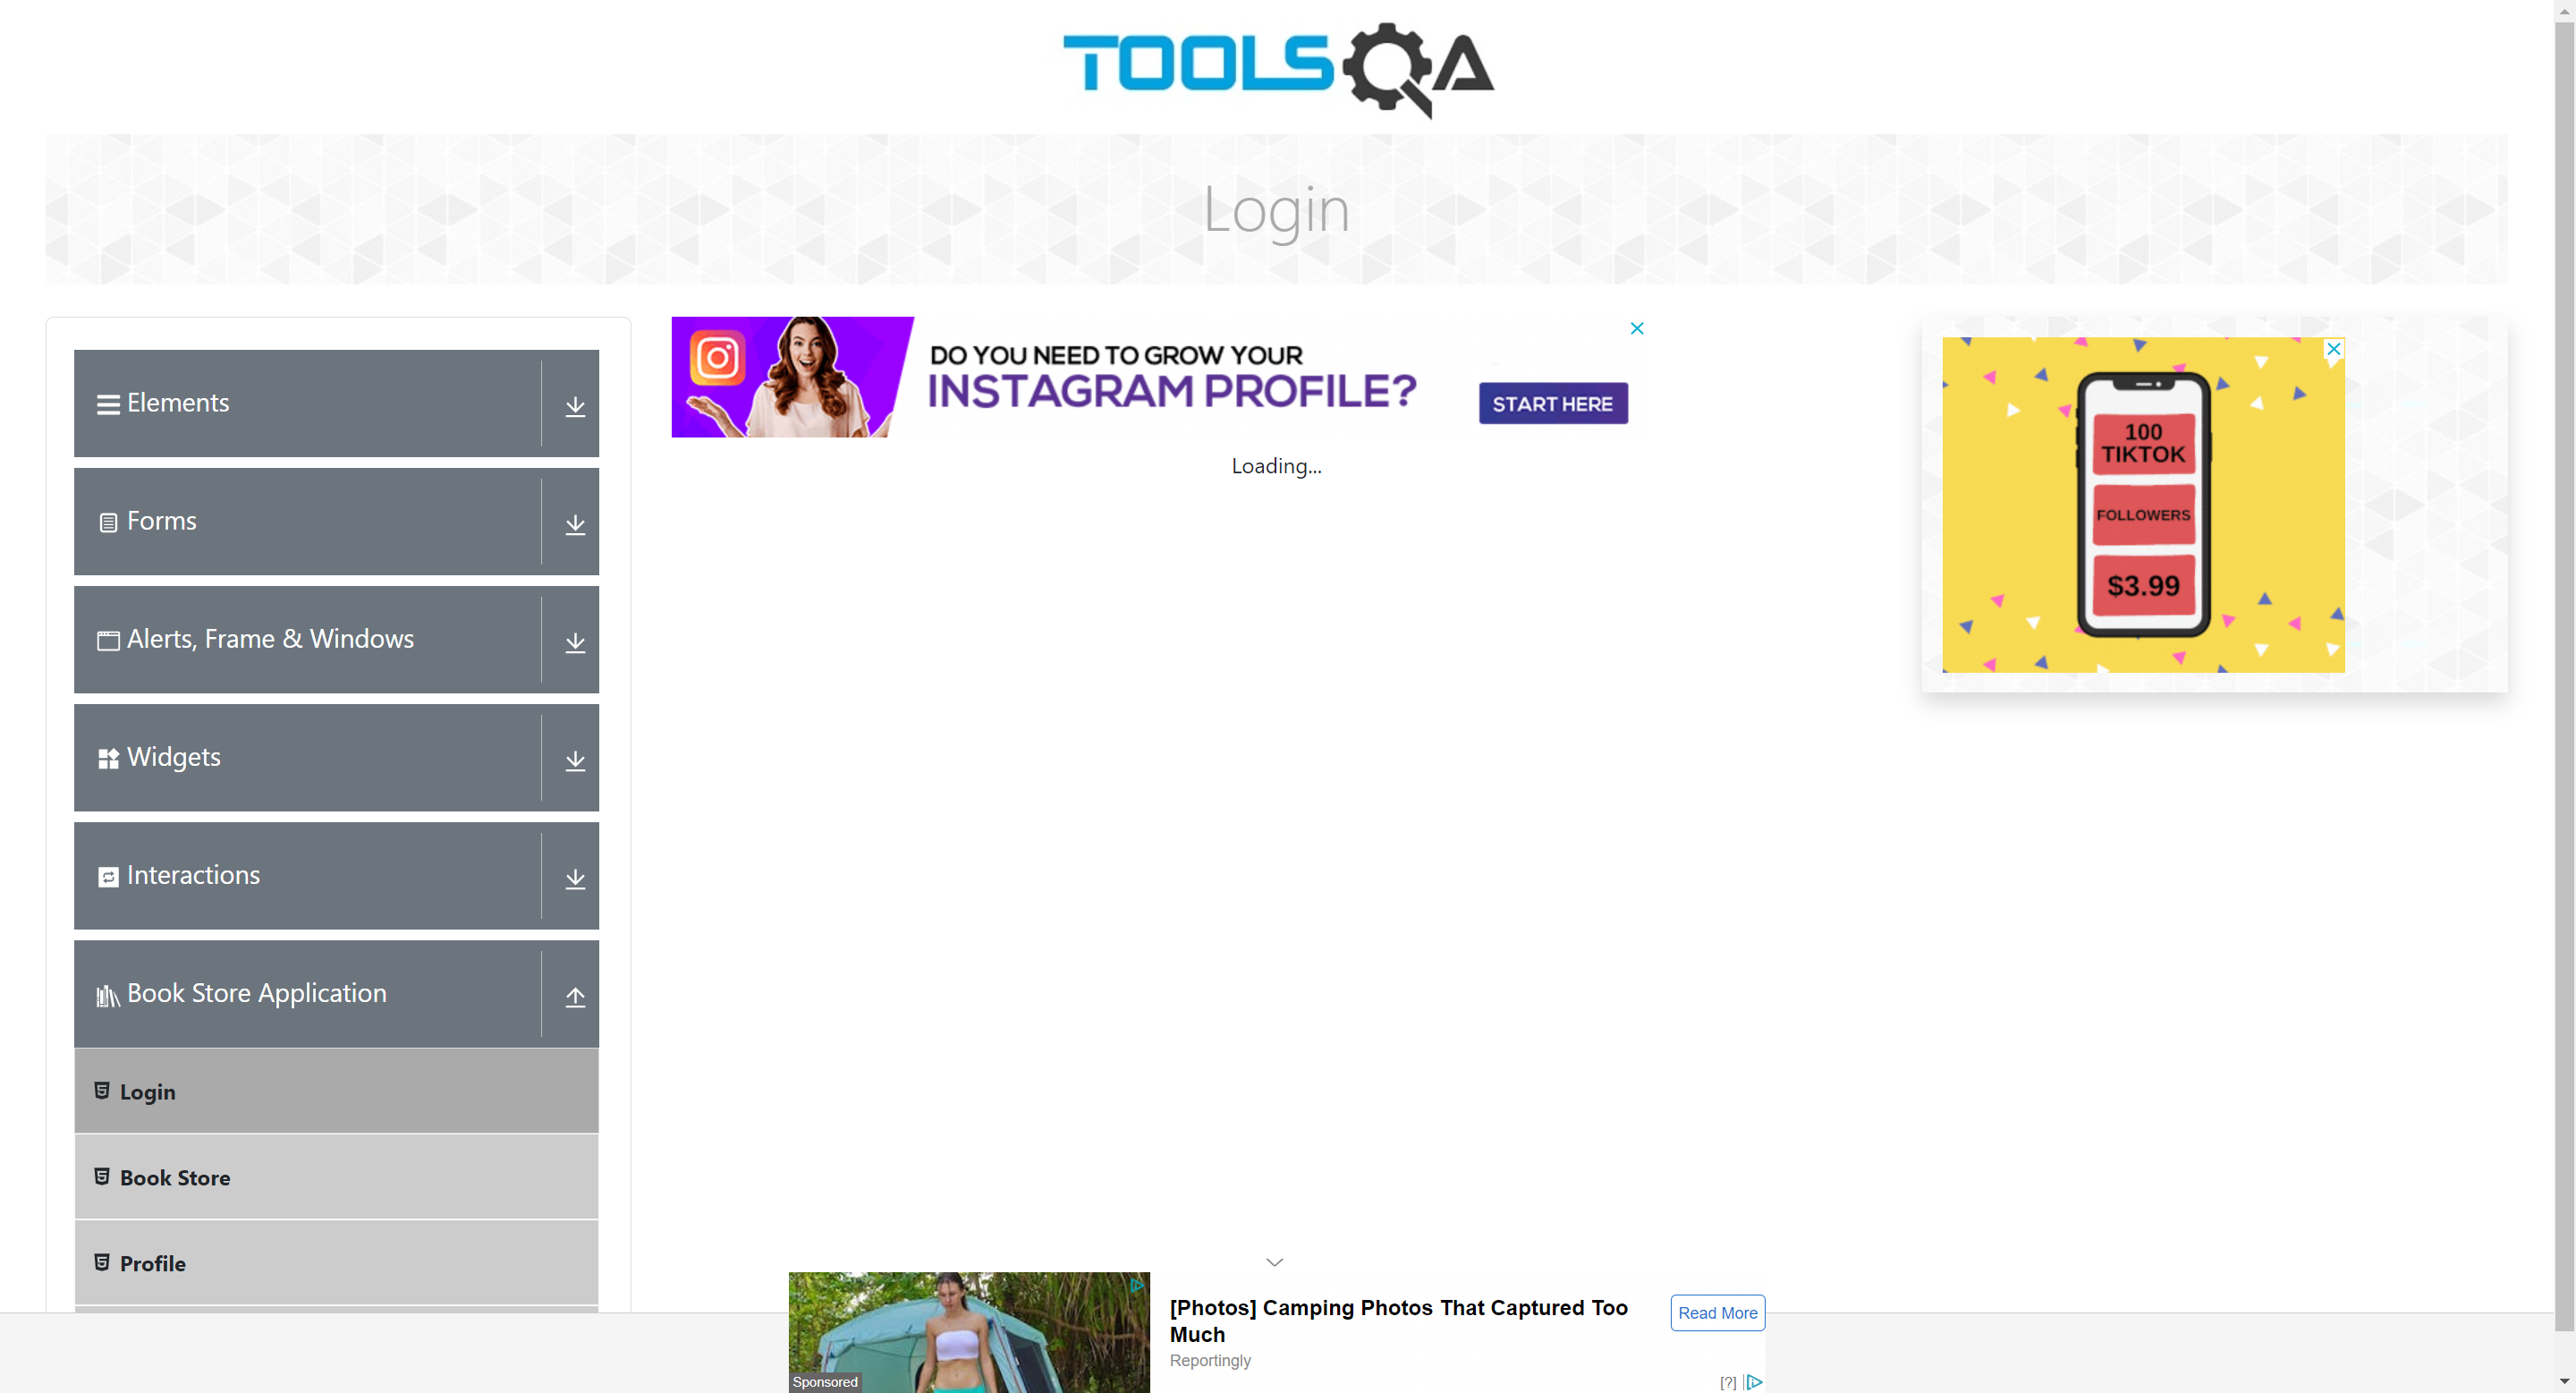 TOOLSQA
Login
Elements
Forms
Alerts, Frame & Windows
Widgets
Interactions
Book Store Application
Login
Book Store
Profile
DO YOU NEED TO GROW YOUR
INSTAGRAM PROFILE?
START HERE
Loading...
100
TIKTOK
FOLLOWERS
$3.99
[Photos] Camping Photos That Captured Too
Much
Reportingly
Read More
Sponsored
[?]